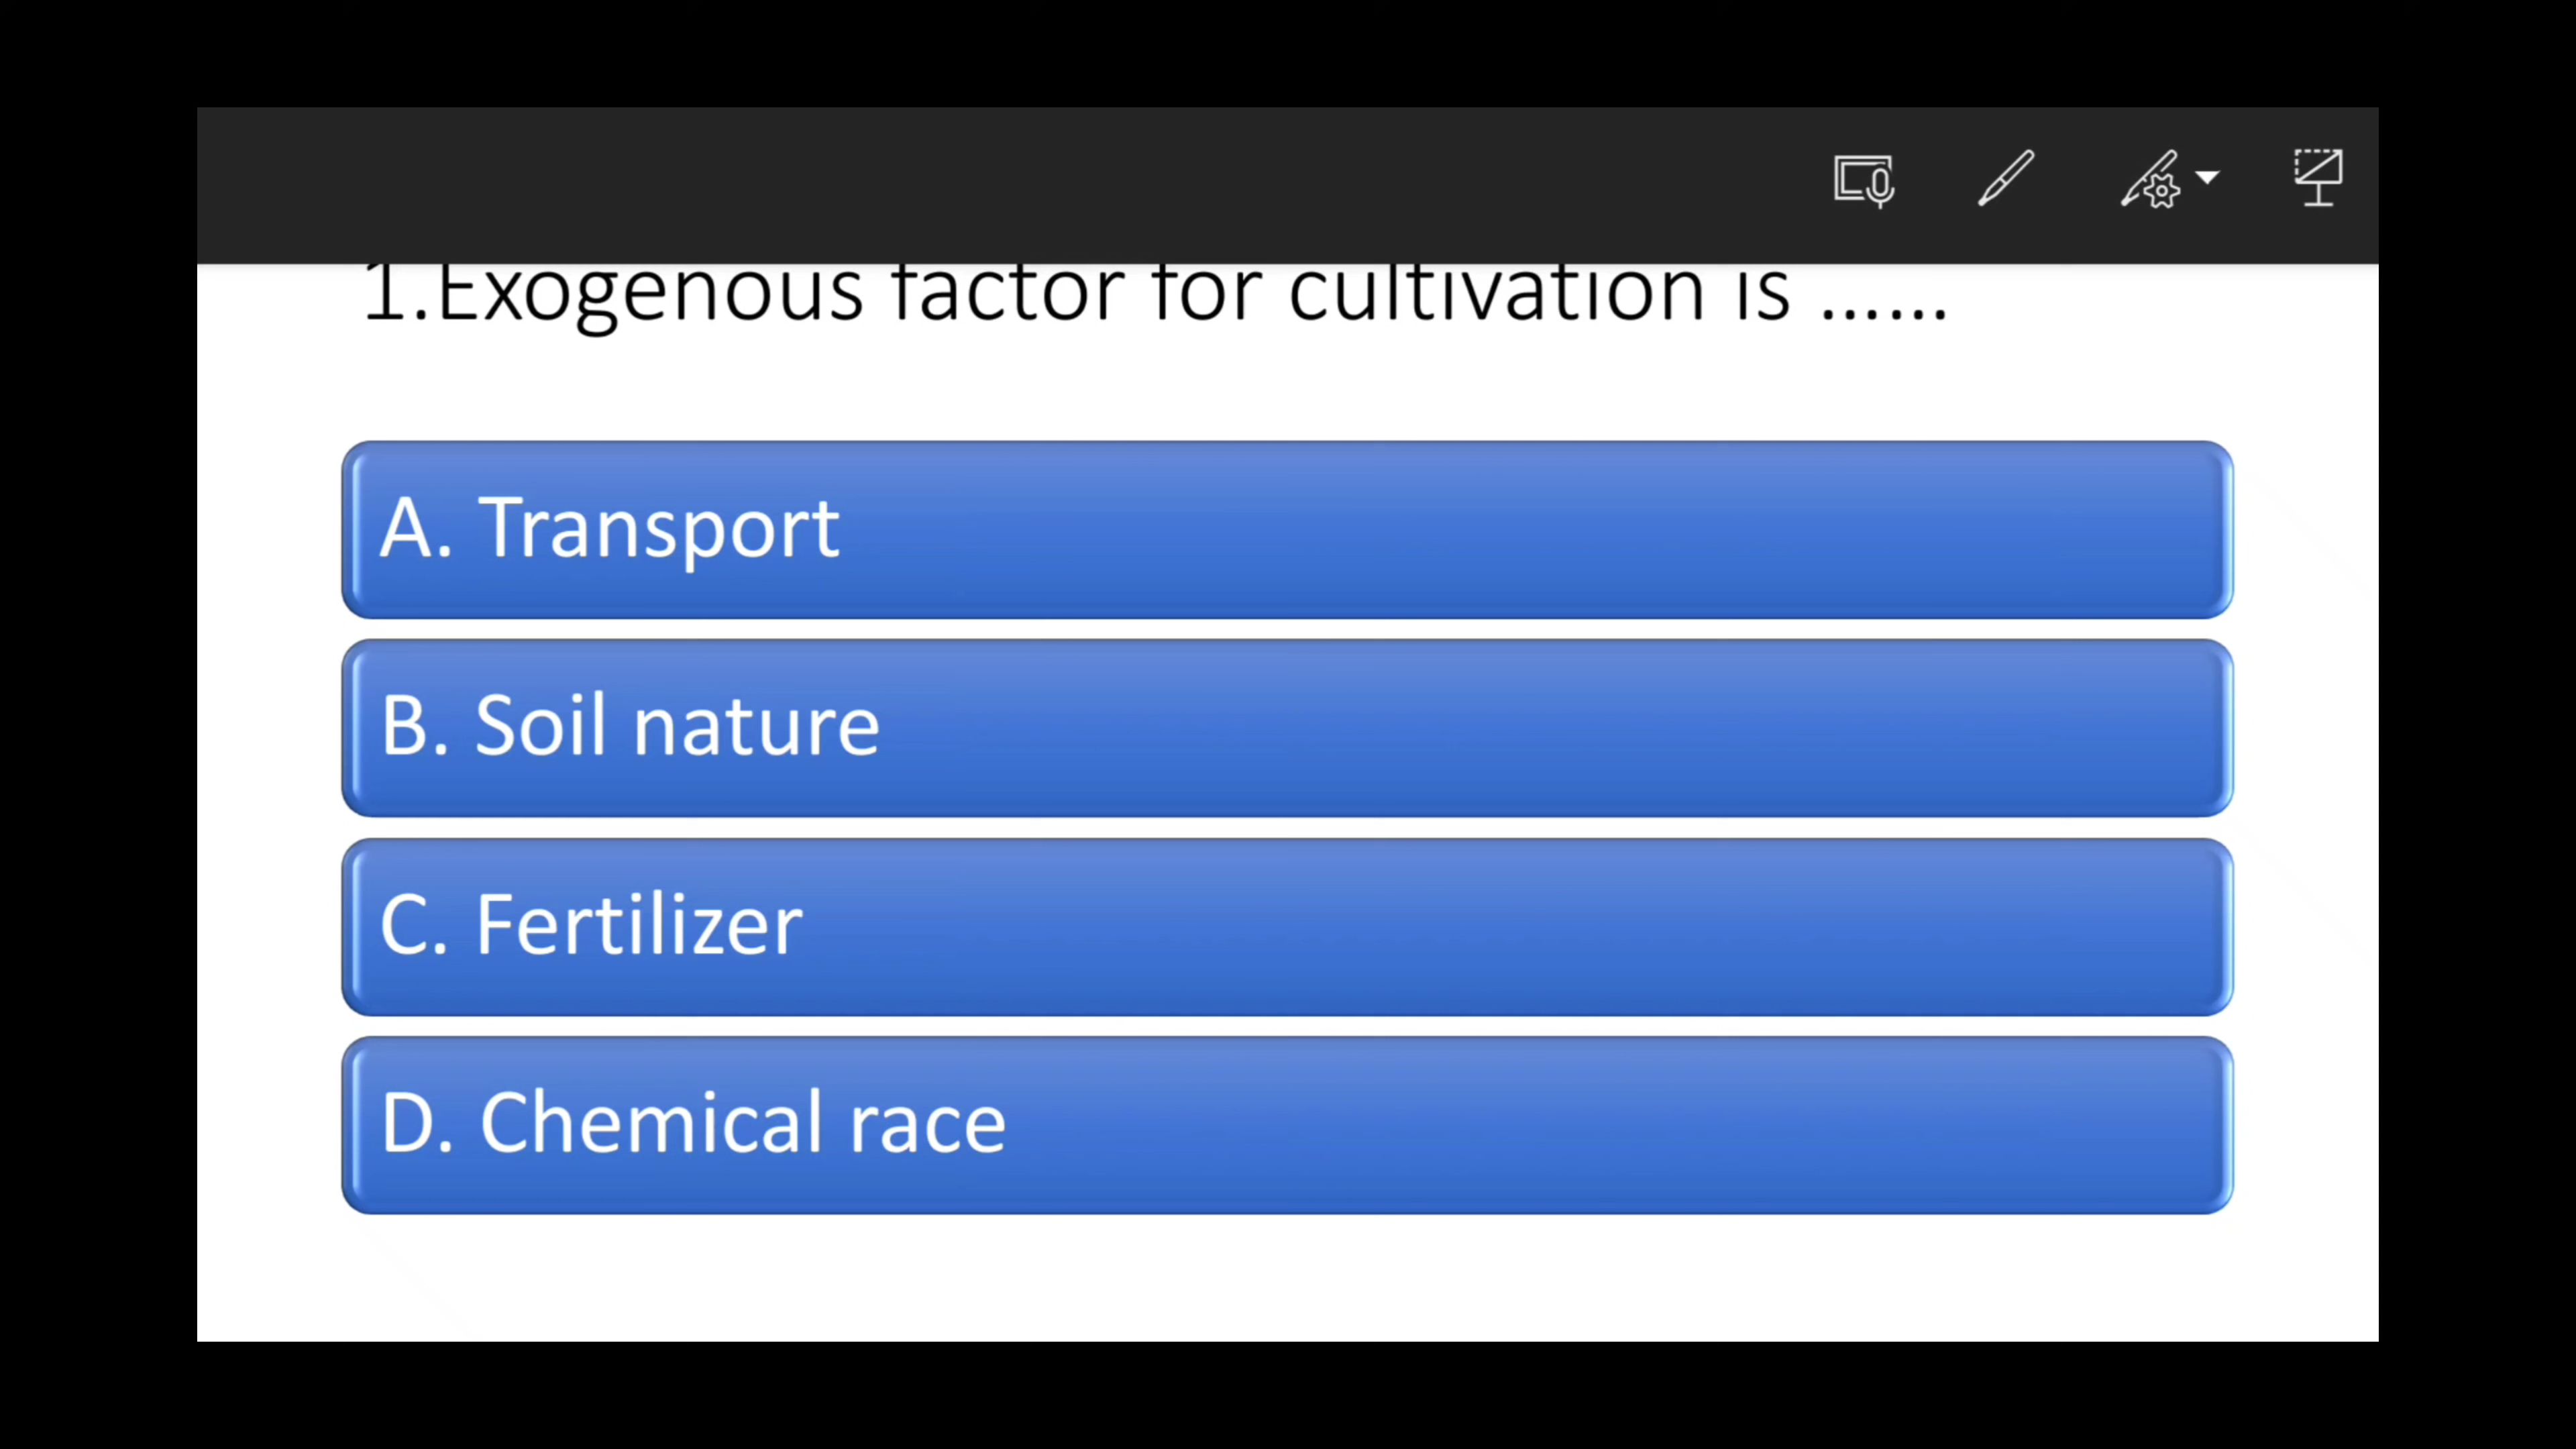 1.Exogenous factor for cultivation is ......
A. Transport
B. Soil nature
C. Fertilizer
D. Chemical race